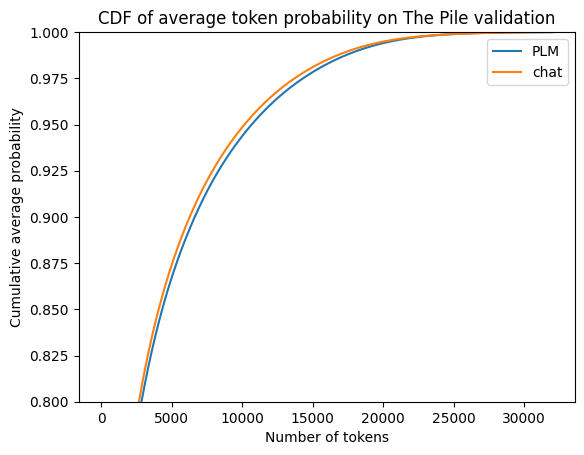 CDF of average token probability on The Pile validation
1.000
0.975
0.950
0.925
0.900
0.875
0.850
0.825
0.800
Cumulative average probability
PLM
chat
0 5000 10000 15000 20000 25000 30000
Number of tokens